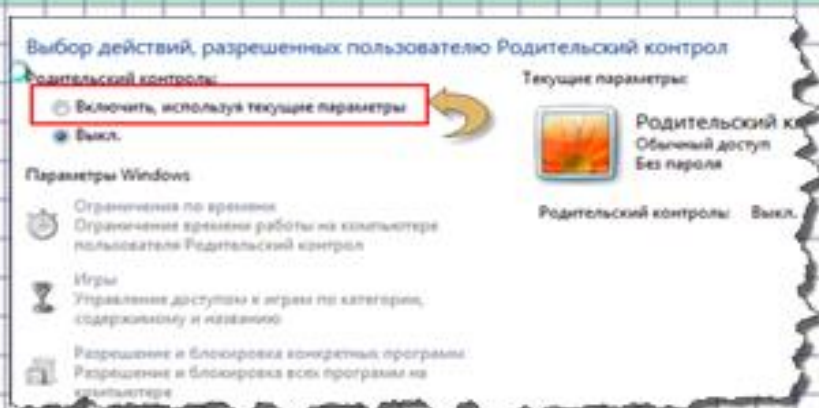 Выбор действий, разрешенных пользователю Родительский контрол
Родительский контроль:
Включить, используя текущие параметры
Выкл.
Параметры Windows
Ограничения по времени
Ограничение времени работы на компьютере
пользователя Родительский контрол
Игры
Управление доступом к играм по категории,
содержимому и названию
Разрешение и блокировка конкретных программ
Разрешение и блокировка всех программ на
компьютере
Текущие параметры:
Родительский к
Обычный доступ
Без пароля
Родительский контроль: Выкл.